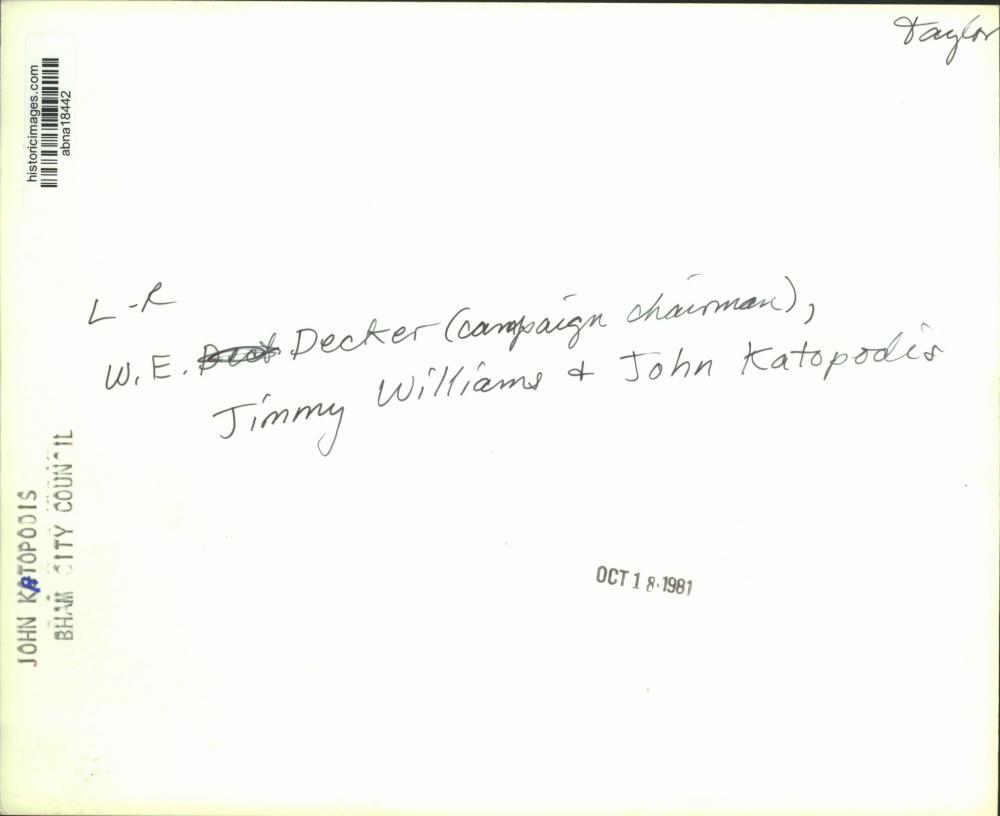 Taylor
historicimages.com
abna18442
L-R
W. E. Decker (campaign chairman),
Jimmy Williams + John Katopodis
JOHN KATOPODIS
BHAM CITY COUNCIL
OCT 18 1981